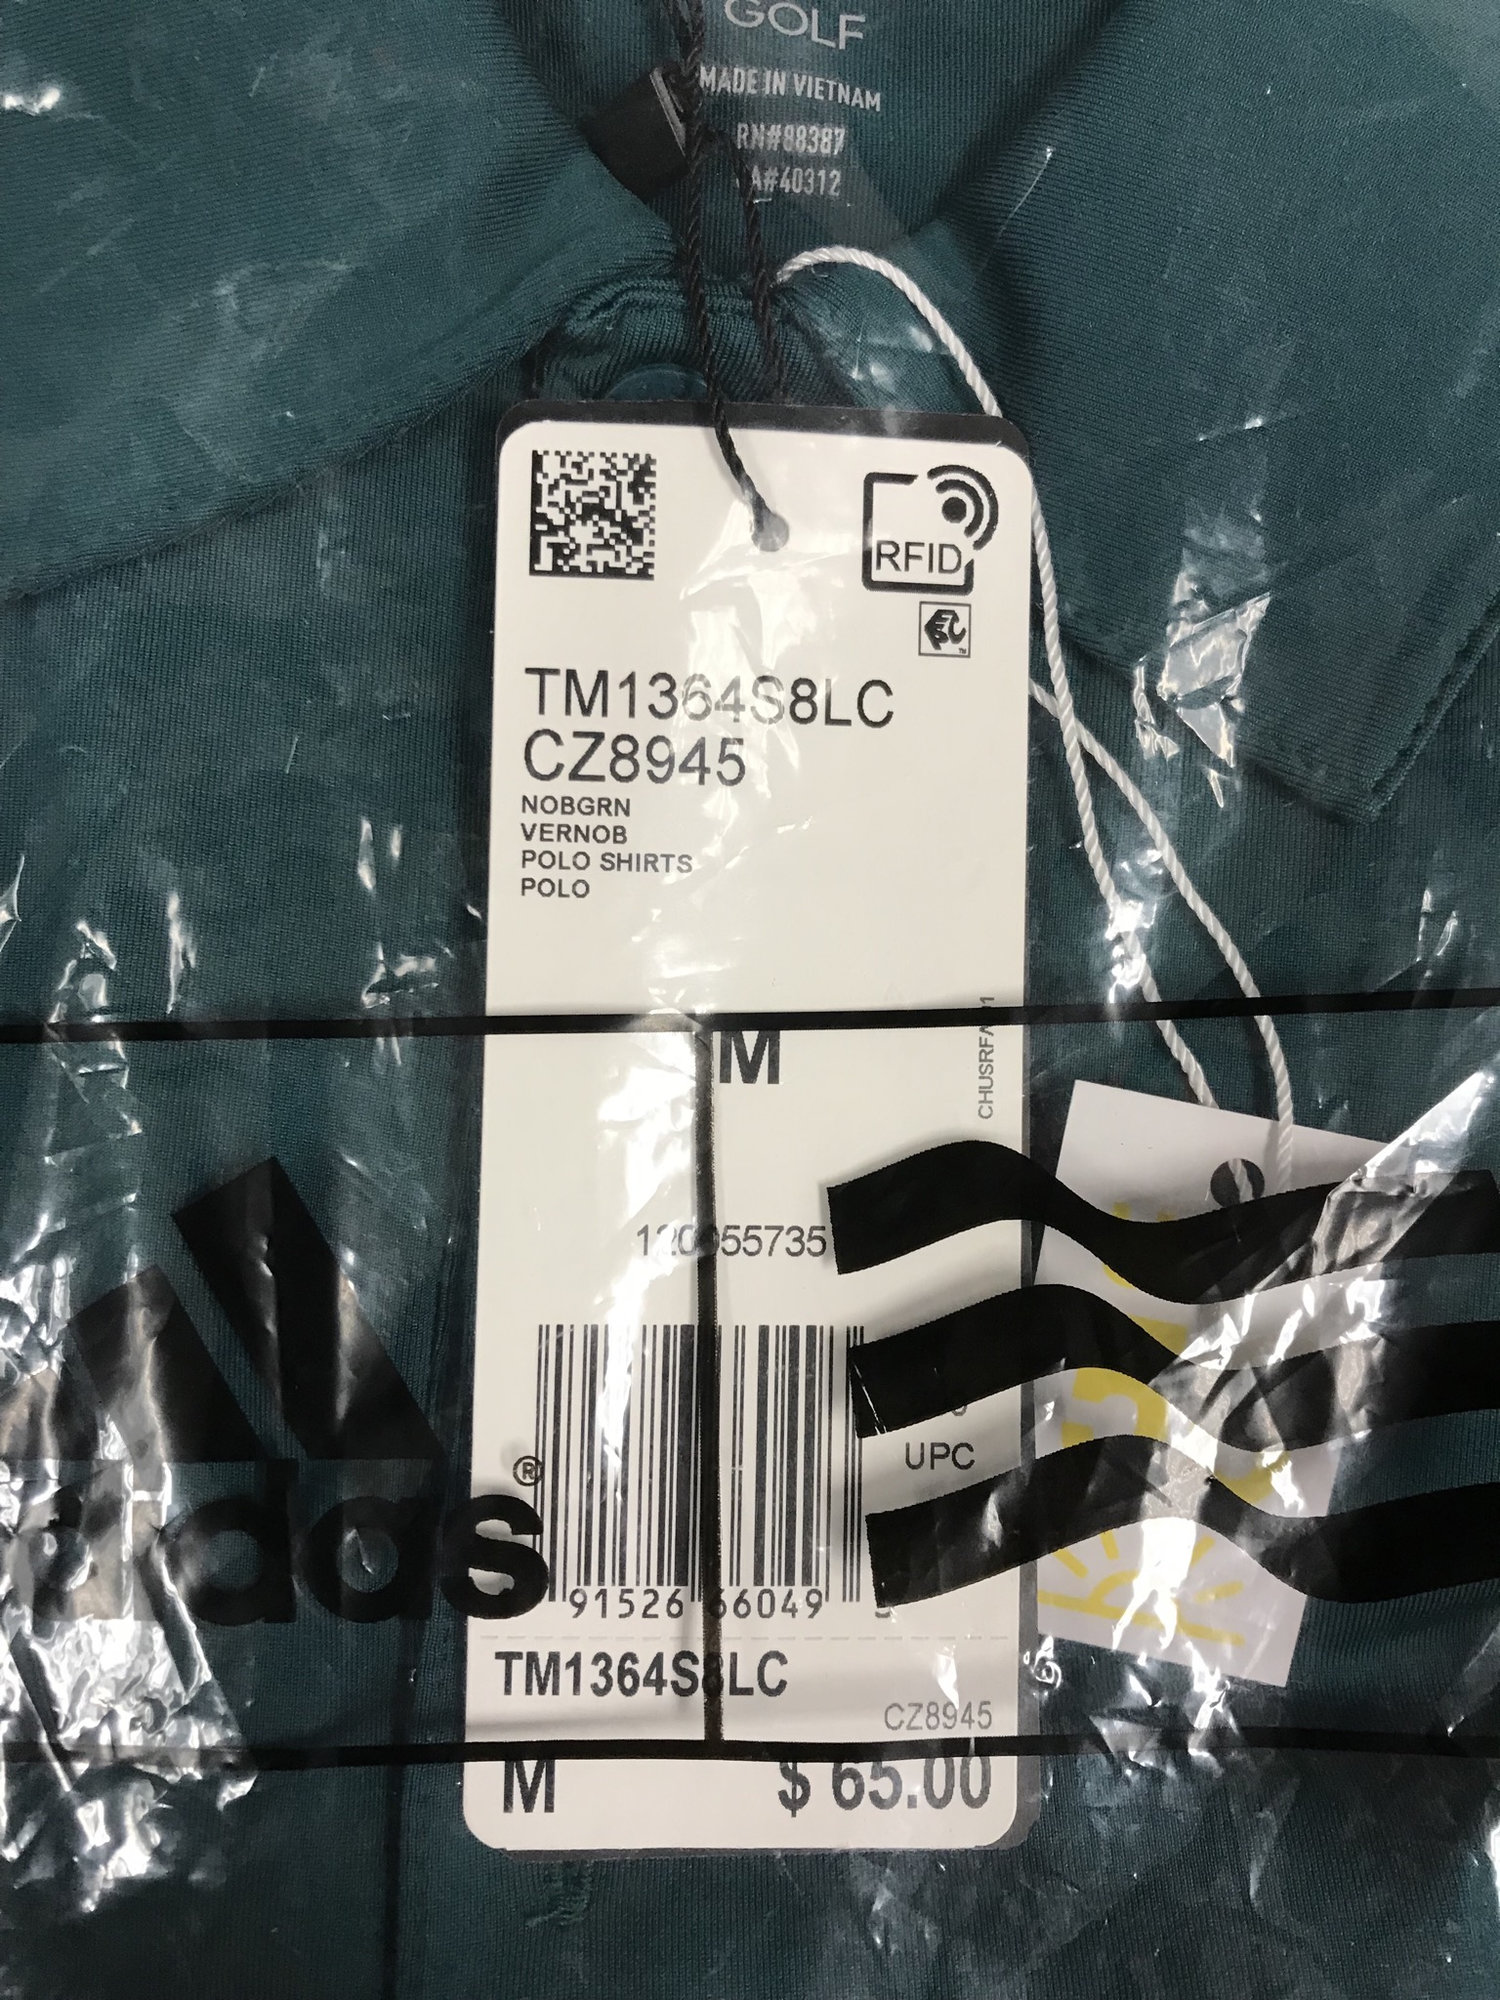 GOLF
MADE IN VIETNAM
RN#88387
A#40312
RFID
TM1364S8LC
CZ8945
NOBGRN
VERNOB
POLO SHIRTS
POLO
M
UPC
adidas®
91526 66049
TM1364S8LC
CZ8945
M $ 65.00